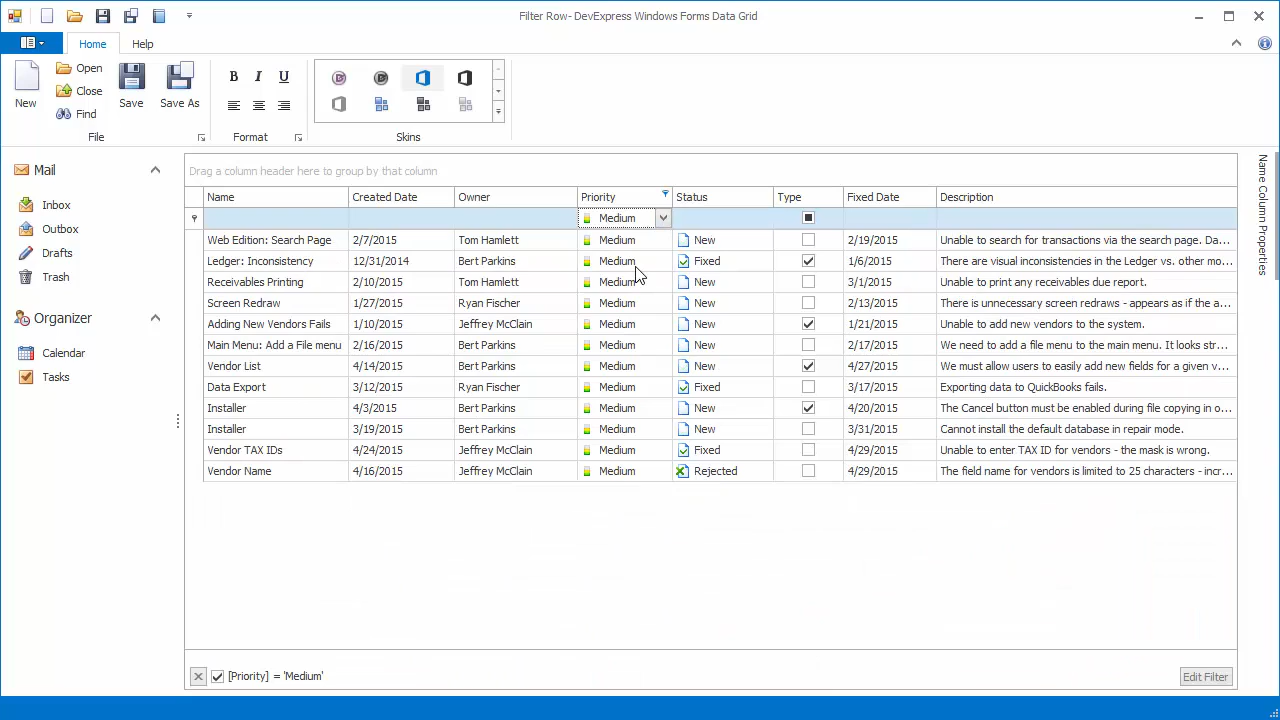 Filter Row- DevExpress Windows Forms Data Grid
Home Help
New Open Close Find Save Save As
B I U
File Format Skins
Mail
Inbox
Outbox
Drafts
Trash
Organizer
Calendar
Tasks
Drag a column header here to group by that column
Name Created Date Owner Priority Status Type Fixed Date Description
Medium
Web Edition: Search Page 2/7/2015 Tom Hamlett Medium New 2/19/2015 Unable to search for transactions via the search page. Da...
Ledger: Inconsistency 12/31/2014 Bert Parkins Medium Fixed 1/6/2015 There are visual inconsistencies in the Ledger vs. other mo...
Receivables Printing 2/10/2015 Tom Hamlett Medium New 3/1/2015 Unable to print any receivables due report.
Screen Redraw 1/27/2015 Ryan Fischer Medium New 2/13/2015 There is unnecessary screen redraws - appears as if the a...
Adding New Vendors Fails 1/10/2015 Jeffrey McClain Medium New 1/21/2015 Unable to add new vendors to the system.
Main Menu: Add a File menu 2/16/2015 Bert Parkins Medium New 2/17/2015 We need to add a file menu to the main menu. It looks str...
Vendor List 4/14/2015 Bert Parkins Medium New 4/27/2015 We must allow users to easily add new fields for a given v...
Data Export 3/12/2015 Ryan Fischer Medium Fixed 3/17/2015 Exporting data to QuickBooks fails.
Installer 4/3/2015 Bert Parkins Medium New 4/20/2015 The Cancel button must be enabled during file copying in o...
Installer 3/19/2015 Bert Parkins Medium New 3/31/2015 Cannot install the default database in repair mode.
Vendor TAX IDs 4/24/2015 Jeffrey McClain Medium Fixed 4/29/2015 Unable to enter TAX ID for vendors - the mask is wrong.
Vendor Name 4/16/2015 Jeffrey McClain Medium Rejected 4/29/2015 The field name for vendors is limited to 25 characters - incr...
[Priority] = 'Medium' Edit Filter
Name Column Properties